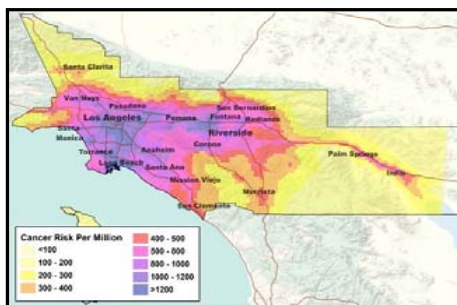 Santa Clarita
Van Nuys
Pasadena
San Bernardino
Los Angeles
Pomona
Fontana
Redlands
Santa
Monica
Riverside
Corona
Torrance
Anaheim
Palm Springs
Long Beach
Santa Ana
Indio
Mission Viejo
Murrieta
San Clemente
Cancer Risk Per Million
<100
100 - 200
200 - 300
300 - 400
400 - 500
500 - 800
800 - 1000
1000 - 1200
>1200